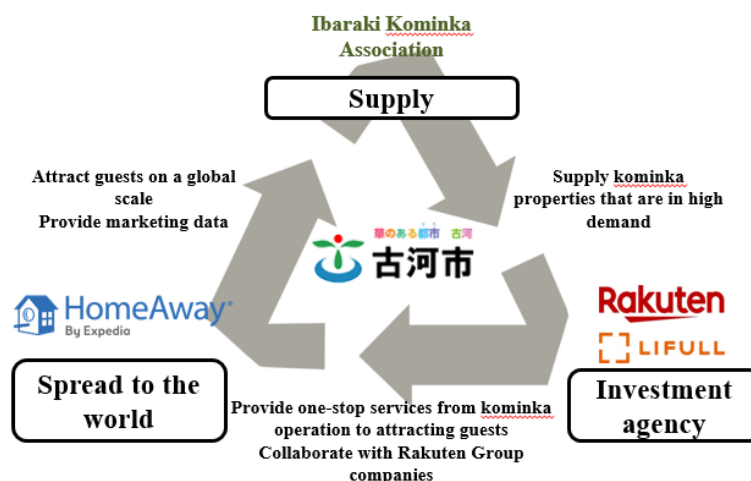 Ibaraki Kominka
Association
Supply
Attract guests on a global
scale
Provide marketing data
Supply kominka
properties that are in high
demand
華のある都市 古河
古河市
HomeAway®
By Expedia
Rakuten
LIFULL
Spread to the
world
Investment
agency
Provide one-stop services from kominka
operation to attracting guests
Collaborate with Rakuten Group
companies